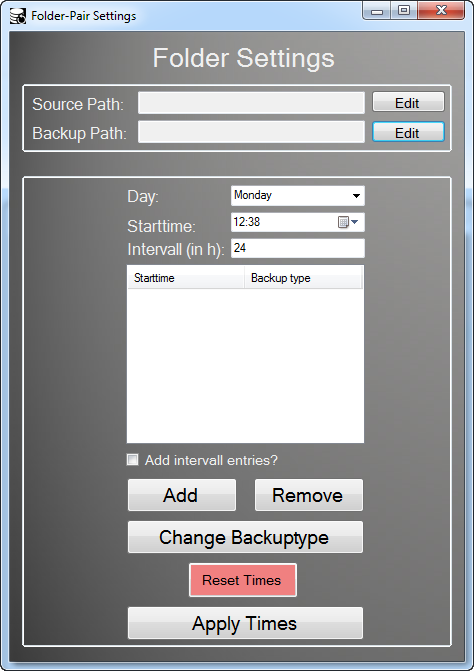 Folder-Pair Settings
Folder Settings
Source Path: Edit
Backup Path: Edit
Day: Monday
Starttime: 12:38
Intervall (in h): 24
Starttime Backup type
Add intervall entries?
Add Remove
Change Backuptype
Reset Times
Apply Times